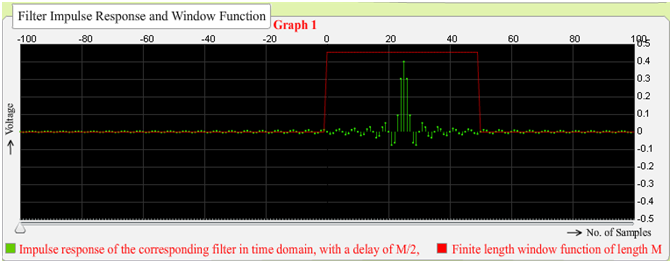 Filter Impulse Response and Window Function
Graph 1
-100 -80 -60 -40 -20 0 20 40 60 80 100
0.5
0.4
0.3
0.2
0.1
0
-0.1
-0.2
-0.3
-0.4
-0.5
→ Voltage
→ No. of Samples
Impulse response of the corresponding filter in time domain, with a delay of M/2, Finite length window function of length M